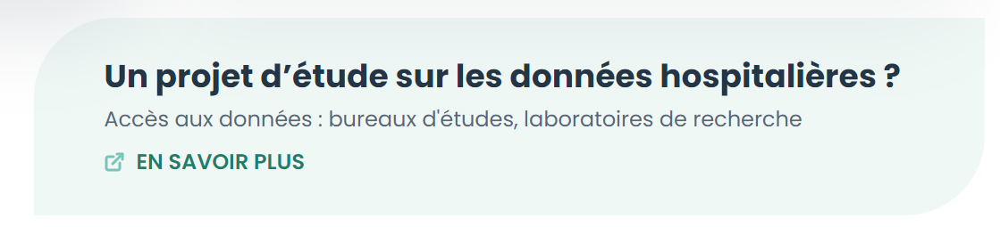 Un projet d’étude sur les données hospitalières ?
Accès aux données : bureaux d'études, laboratoires de recherche
EN SAVOIR PLUS